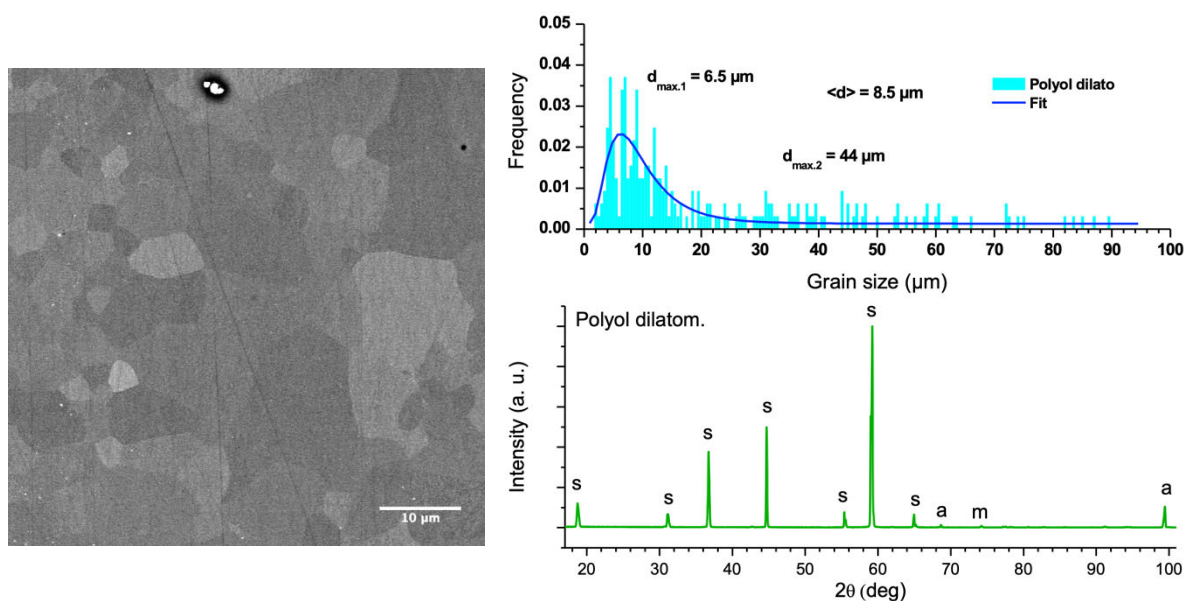 10 µm
0.05
0.04
0.03
0.02
0.01
0.00
Frequency
d max.1 = 6.5 µm
<d> = 8.5 µm
d max.2 = 44 µm
Polyol dilato
Fit
0 10 20 30 40 50 60 70 80 90 100
Grain size (µm)
Polyol dilatom.
Intensity (a. u.)
s s s s s s s a m a
20 30 40 50 60 70 80 90 100
2θ (deg)